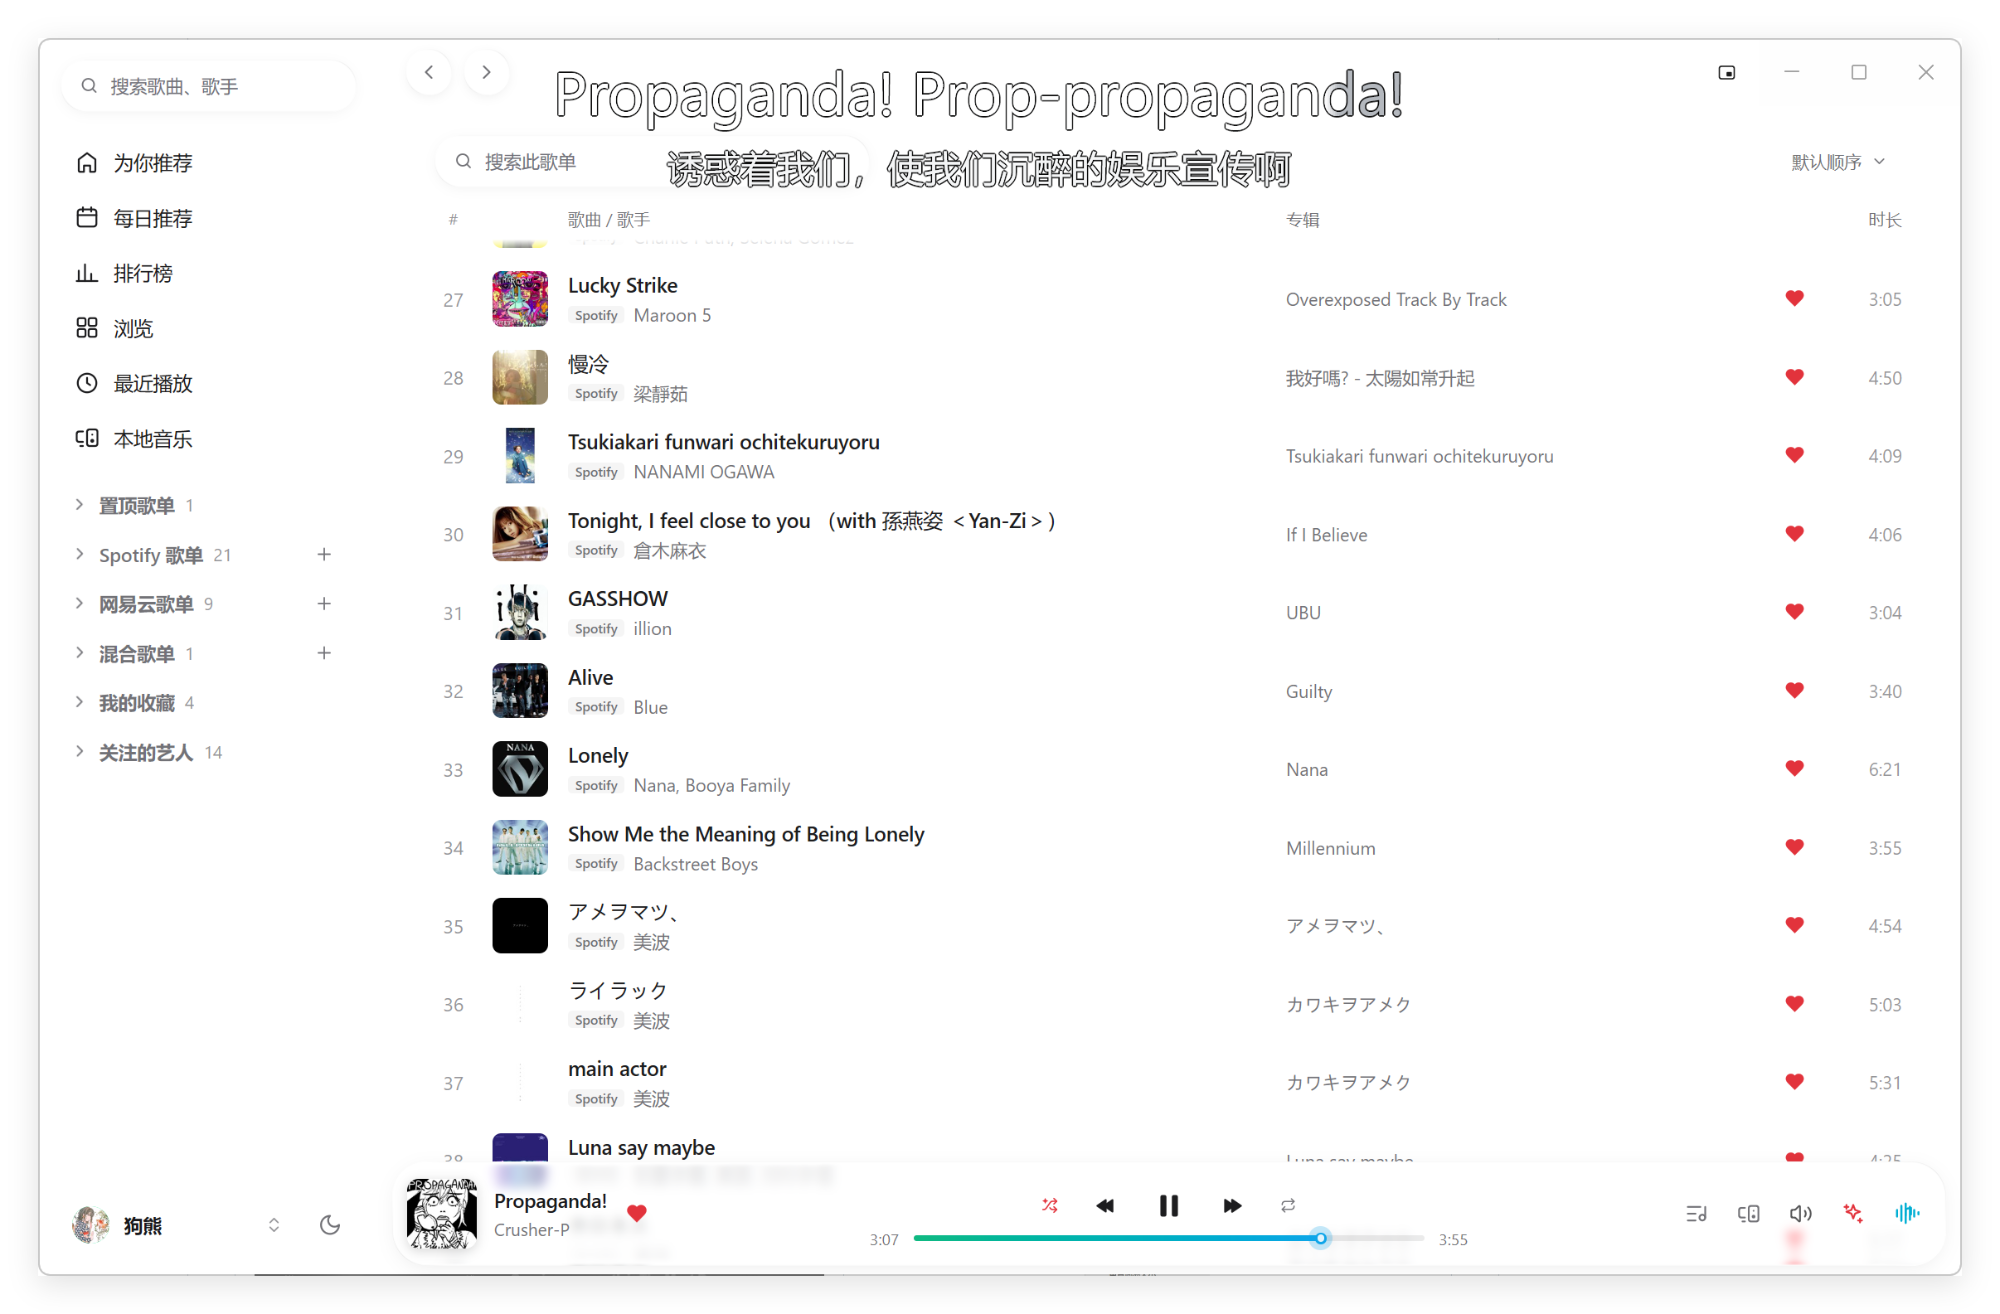 搜索歌曲、歌手
为你推荐
每日推荐
排行榜
浏览
最近播放
本地音乐
置顶歌单 1
Spotify 歌单 21
网易云歌单 9
混合歌单 1
我的收藏 4
关注的艺人 14
狗熊
Propaganda! Prop-propaganda!
诱惑着我们，使我们沉醉的娱乐宣传啊
搜索此歌单
默认顺序
# 歌曲 / 歌手 专辑 时长
27 Lucky Strike Overexposed Track By Track 3:05
Spotify Maroon 5
28 慢冷 我好嗎? - 太陽如常升起 4:50
Spotify 梁靜茹
29 Tsukiakari funwari ochitekuruyoru Tsukiakari funwari ochitekuruyoru 4:09
Spotify NANAMI OGAWA
30 Tonight, I feel close to you （with 孫燕姿 ＜Yan-Zi＞） If I Believe 4:06
Spotify 倉木麻衣
31 GASSHOW UBU 3:04
Spotify illion
32 Alive Guilty 3:40
Spotify Blue
NANA
33 Lonely Nana 6:21
Spotify Nana, Booya Family
34 Show Me the Meaning of Being Lonely Millennium 3:55
Spotify Backstreet Boys
35 アメヲマツ、 アメヲマツ、 4:54
Spotify 美波
36 ライラック カワキヲアメク 5:03
Spotify 美波
37 main actor カワキヲアメク 5:31
Spotify 美波
38 Luna say maybe Luna say maybe 4:25
PROPAGANDA
Propaganda!
Crusher-P
3:07 3:55